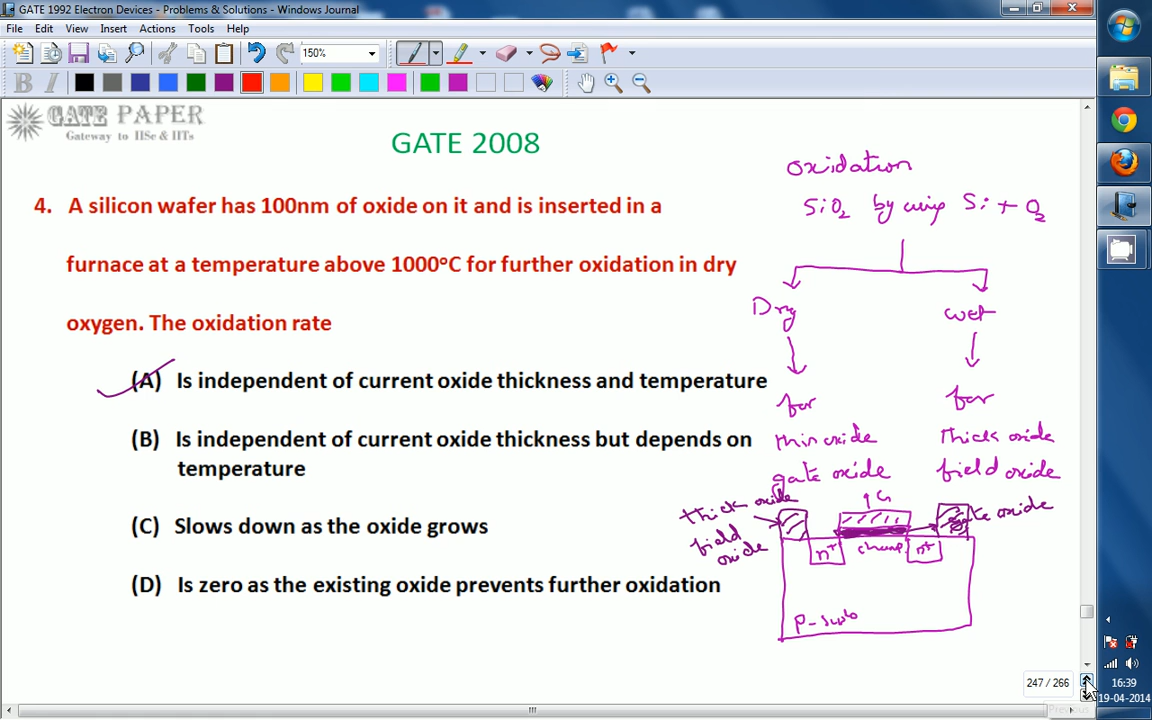 GATE 1992 Electron Devices - Problems & Solutions - Windows Journal
File Edit View Insert Actions Tools Help
150%
B I
GATE PAPER
Gateway to IISc & IITs
GATE 2008
4. A silicon wafer has 100nm of oxide on it and is inserted in a
furnace at a temperature above 1000°C for further oxidation in dry
oxygen. The oxidation rate
(A) Is independent of current oxide thickness and temperature
(B) Is independent of current oxide thickness but depends on
temperature
(C) Slows down as the oxide grows
(D) Is zero as the existing oxide prevents further oxidation
oxidation
SiO2 by using Si + O2
Dry wet
for for
thin oxide thick oxide
gate oxide field oxide
thick oxide G gate oxide
field
oxide
n+ n+
P-sub
247 / 266
Previous
16:39
19-04-2014